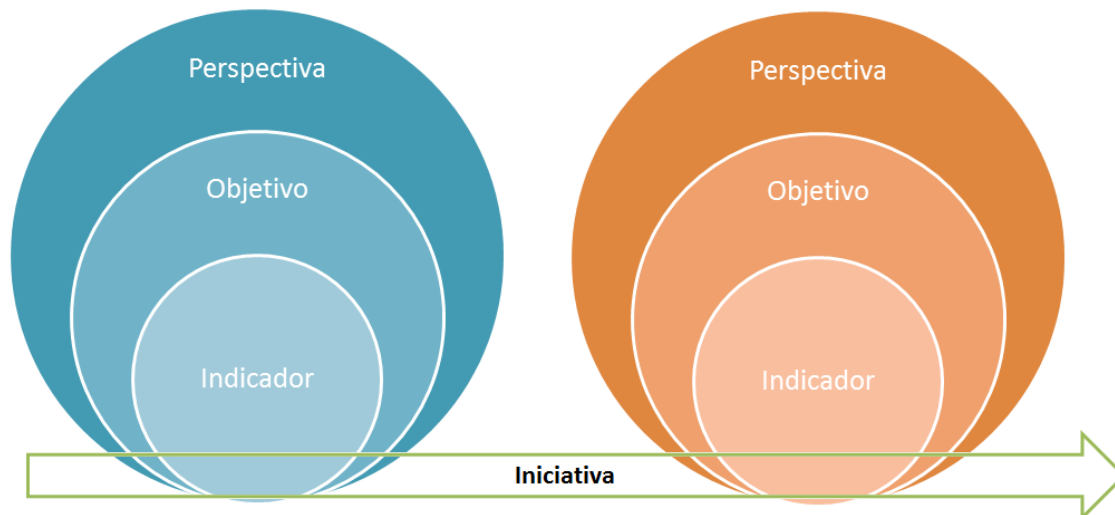 Perspectiva
Objetivo
Indicador
Perspectiva
Objetivo
Indicador
Iniciativa